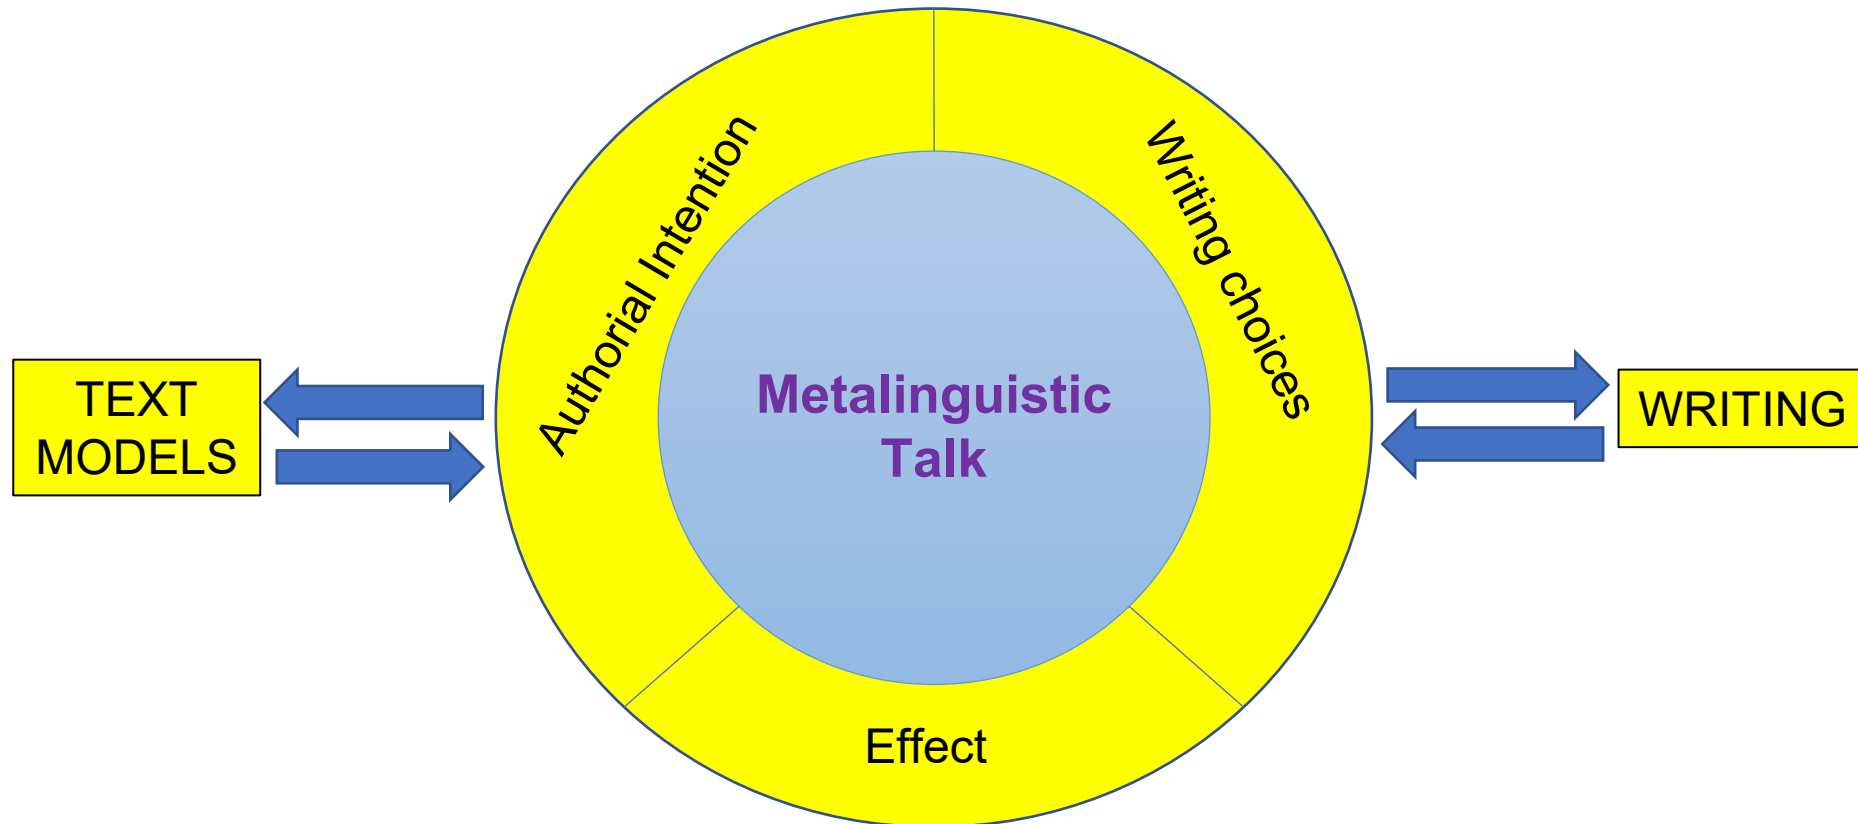 Authorial Intention
Writing choices
Metalinguistic
Talk
TEXT
MODELS
WRITING
Effect